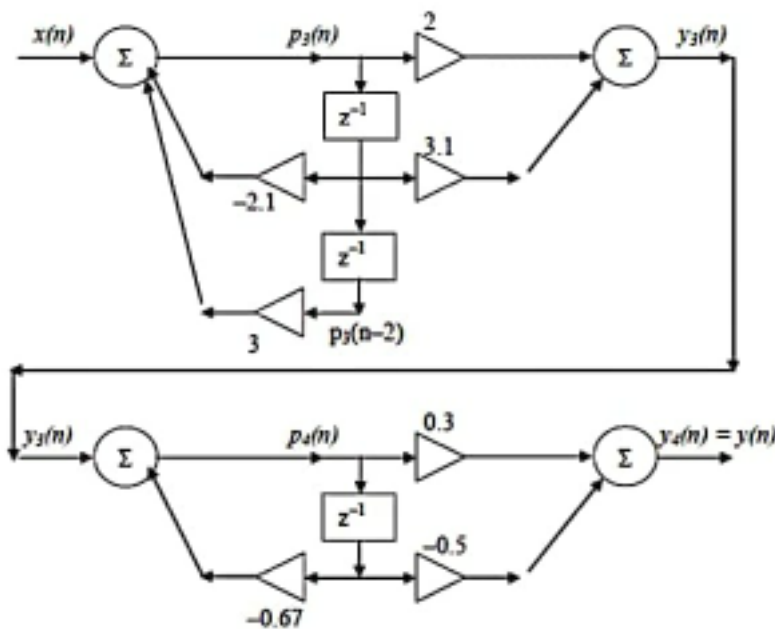 2
x(n) Σ p₃(n) Σ y₃(n)
z⁻¹
3.1
−2.1
z⁻¹
3 p₃(n−2)
0.3
y₃(n) Σ p₄(n) Σ y₄(n) = y(n)
z⁻¹
−0.5
−0.67